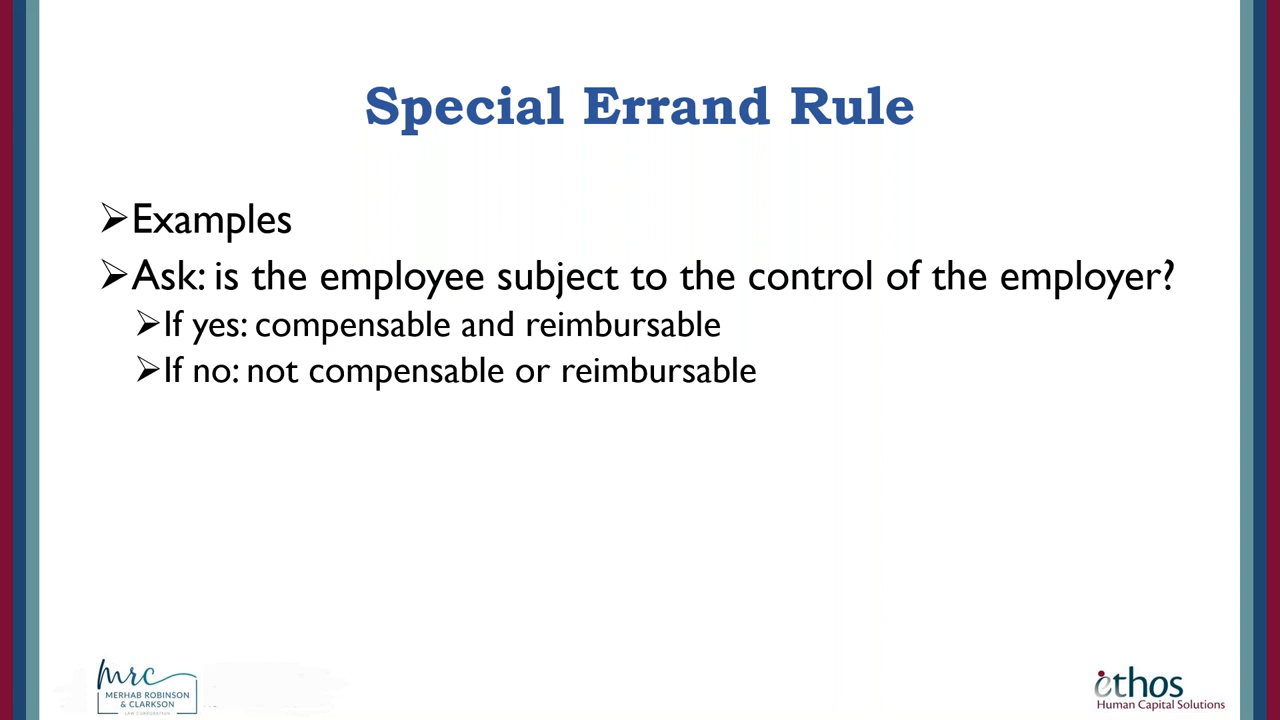 Special Errand Rule
➢Examples
➢Ask: is the employee subject to the control of the employer?
➢If yes: compensable and reimbursable
➢If no: not compensable or reimbursable
mrc
MERHAB ROBINSON
& CLARKSON
LAW CORPORATION
ethos
Human Capital Solutions